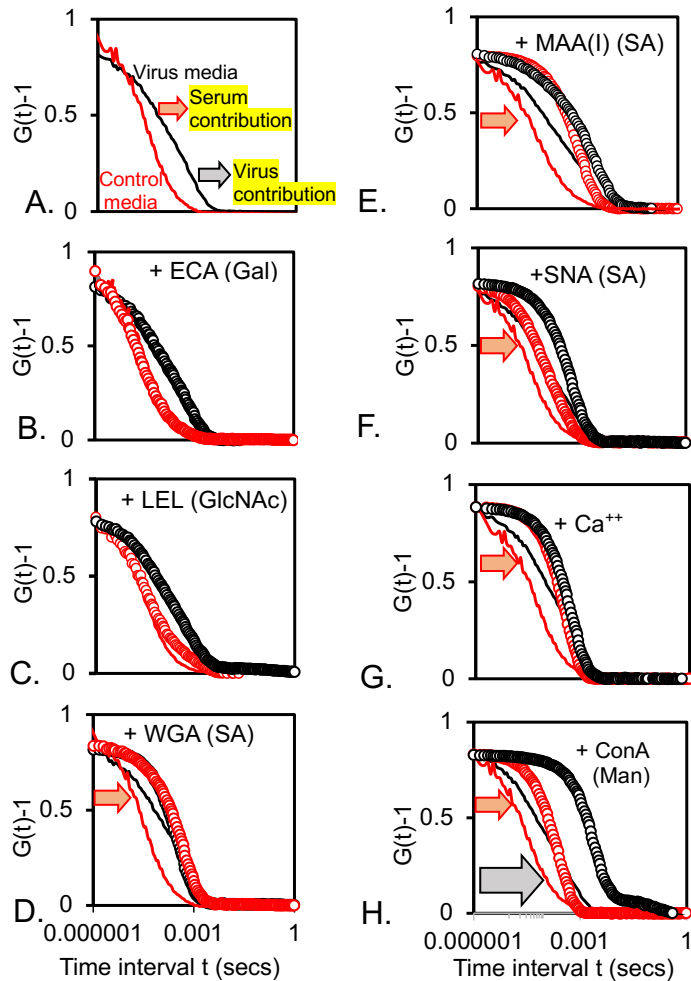 1
G(t)-1
0.5
0
Virus media
Serum
contribution
Control
media
Virus
contribution
A.
1
G(t)-1
0.5
0
+ ECA (Gal)
B.
1
G(t)-1
0.5
0
+ LEL (GlcNAc)
C.
1
G(t)-1
0.5
0
+ WGA (SA)
D.
0.000001
0.001
1
Time interval t (secs)
1
G(t)-1
0.5
0
+ MAA(I) (SA)
E.
1
G(t)-1
0.5
0
+SNA (SA)
F.
1
G(t)-1
0.5
0
+ Ca++
G.
1
G(t)-1
0.5
0
+ ConA
(Man)
H.
0.000001
0.001
1
Time interval t (secs)